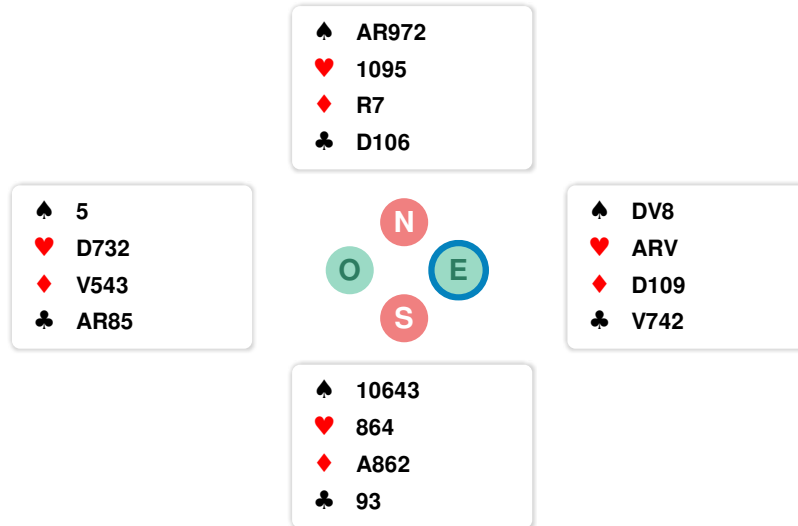 ♠ AR972
♥ 1095
♦ R7
♣ D106
♠ 5
♥ D732
♦ V543
♣ AR85
N
O E
S
♠ DV8
♥ ARV
♦ D109
♣ V742
♠ 10643
♥ 864
♦ A862
♣ 93